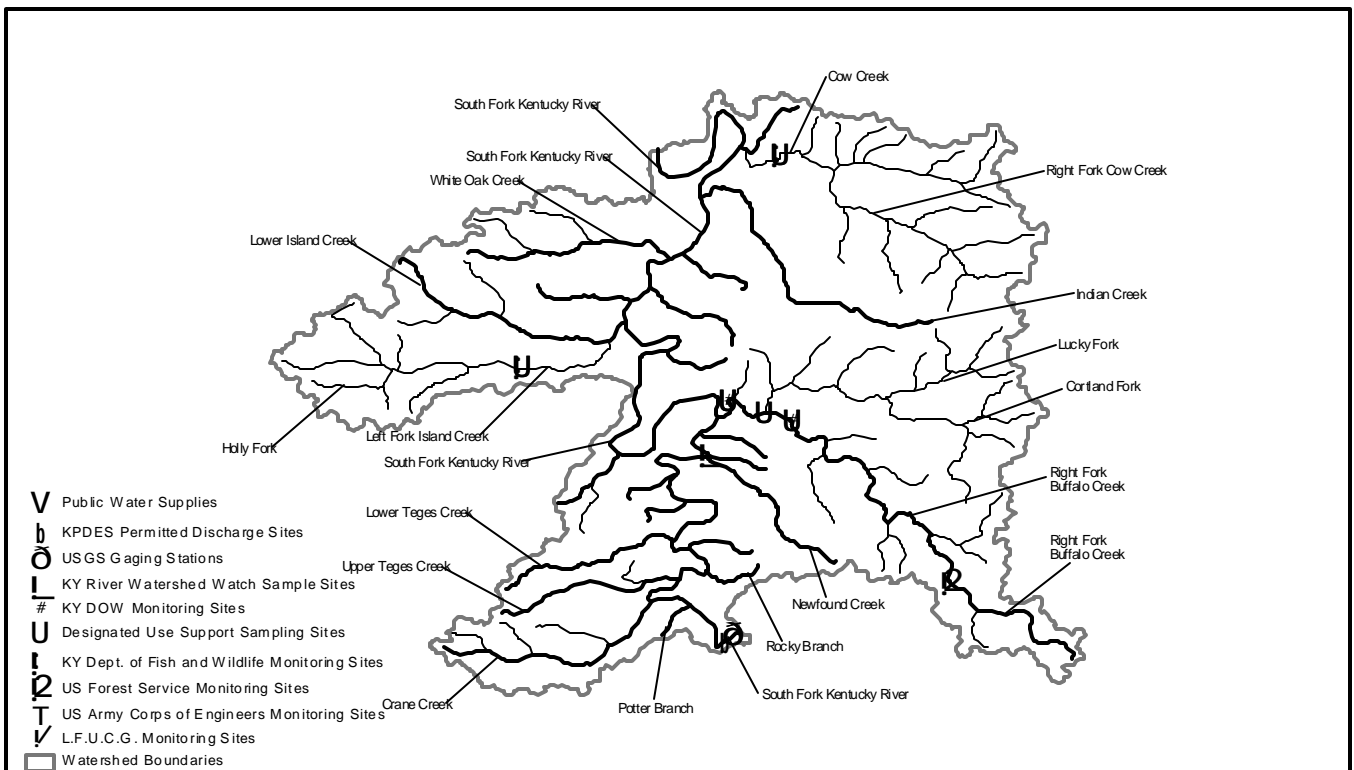 Cow Creek
South Fork Kentucky River
South Fork Kentucky River
White Oak Creek
Right Fork Cow Creek
Lower Island Creek
Indian Creek
Lucky Fork
Cortland Fork
Holly Fork
Left Fork Island Creek
South Fork Kentucky River
Right Fork
Buffalo Creek
Lower Teges Creek
Right Fork
Buffalo Creek
Upper Teges Creek
Newfound Creek
Rocky Branch
South Fork Kentucky River
Crane Creek
Potter Branch
V Public Water Supplies
KPDES Permitted Discharge Sites
USGS Gaging Stations
KY River Watershed Watch Sample Sites
# KY DOW Monitoring Sites
U Designated Use Support Sampling Sites
KY Dept. of Fish and Wildlife Monitoring Sites
US Forest Service Monitoring Sites
T US Army Corps of Engineers Monitoring Sites
L.F.U.C.G. Monitoring Sites
Watershed Boundaries